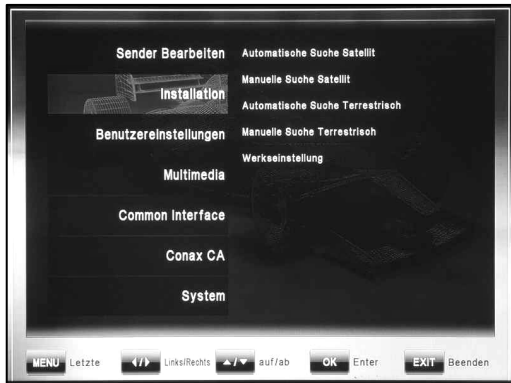 Sender Bearbeiten
Installation
Benutzereinstellungen
Multimedia
Common Interface
Conax CA
System
Automatische Suche Satellit
Manuelle Suche Satellit
Automatische Suche Terrestrisch
Manuelle Suche Terrestrisch
Werkseinstellung
MENU Letzte ◀/▶ Links/Rechts ▲/▼ auf/ab OK Enter EXIT Beenden